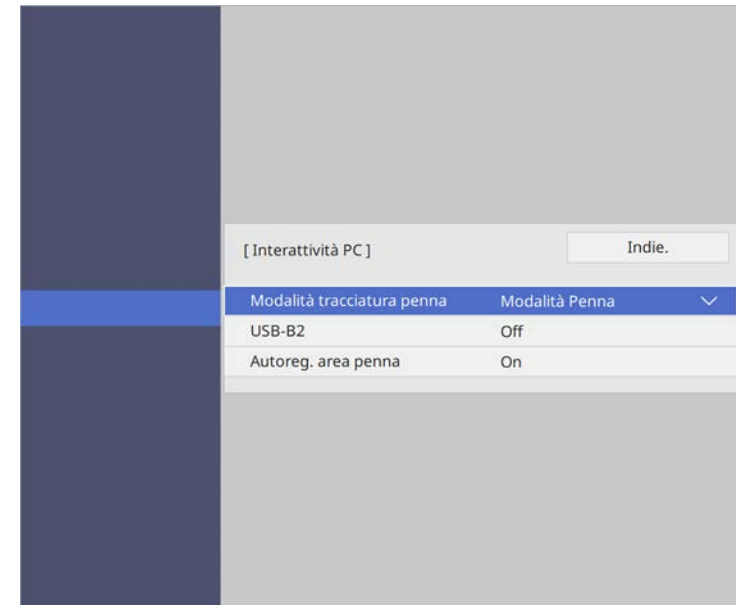 [ Interattività PC ] Indie.
Modalità tracciatura penna Modalità Penna
USB-B2 Off
Autoreg. area penna On